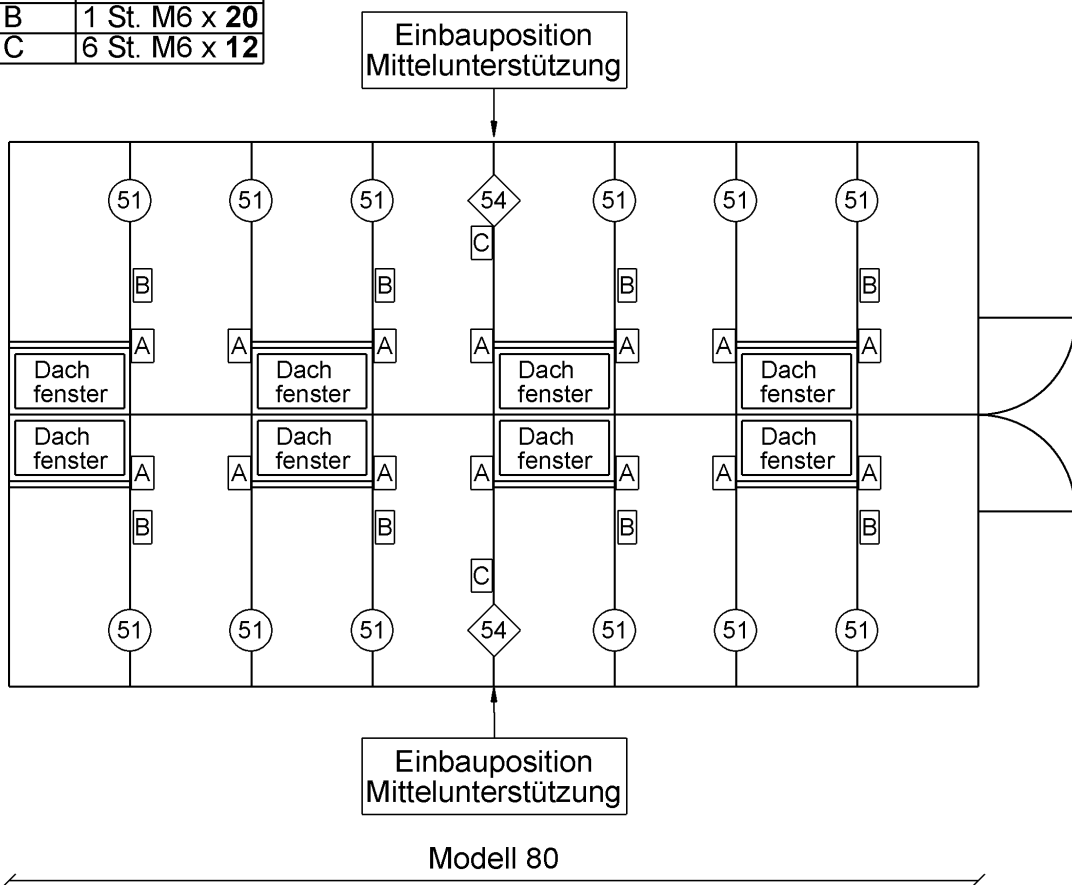 B 1 St. M6 x 20
C 6 St. M6 x 12
Einbauposition
Mittelunterstützung
51 51 51 54 51 51 51
C
B B B B
A A A A A A A
Dach Dach Dach Dach
fenster fenster fenster fenster
Dach Dach Dach Dach
fenster fenster fenster fenster
A A A A A A A
B B B B
C
51 51 51 54 51 51 51
Einbauposition
Mittelunterstützung
Modell 80